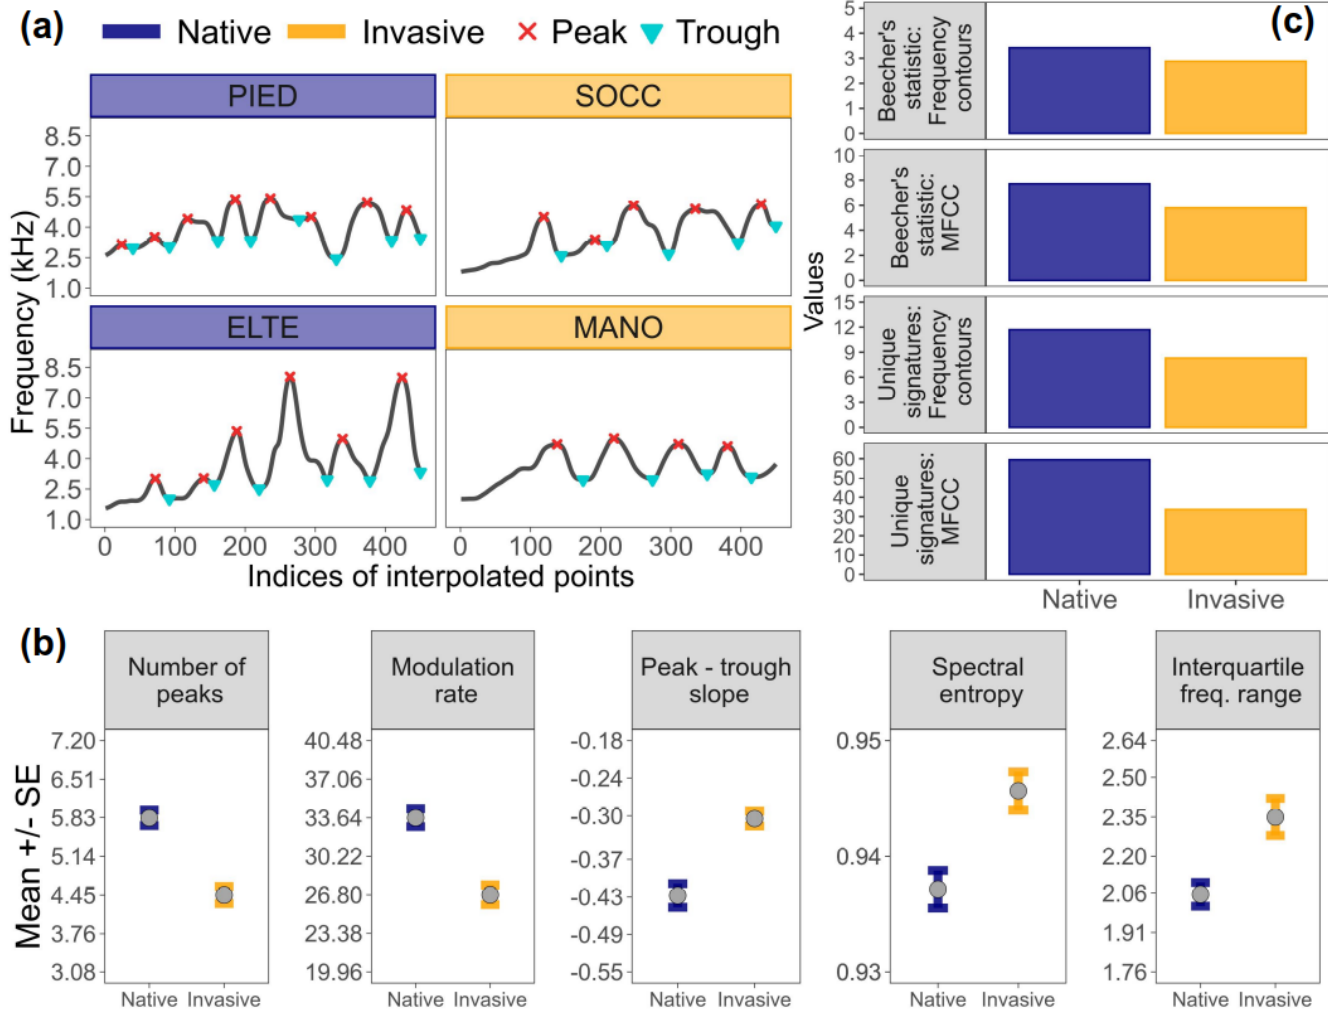 (a)
Native
Invasive
Peak
Trough
PIED
SOCC
8.5
7.0
5.5
4.0
2.5
1.0
ELTE
MANO
8.5
7.0
5.5
4.0
2.5
1.0
Frequency (kHz)
0 100 200 300 400
0 100 200 300 400
Indices of interpolated points
(c)
Values
Beecher's
statistic:
Frequency
contours
5
4
3
2
1
0
Beecher's
statistic:
MFCC
10
8
6
4
2
0
Unique
signatures:
Frequency
contours
15
12
9
6
3
0
Unique
signatures:
MFCC
60
50
40
30
20
10
0
Native
Invasive
(b)
Mean +/- SE
Number of
peaks
7.20
6.51
5.83
5.14
4.45
3.76
3.08
Native Invasive
Modulation
rate
40.48
37.06
33.64
30.22
26.80
23.38
19.96
Native Invasive
Peak - trough
slope
-0.18
-0.24
-0.30
-0.37
-0.43
-0.49
-0.55
Native Invasive
Spectral
entropy
0.95
0.94
0.93
Native Invasive
Interquartile
freq. range
2.64
2.50
2.35
2.20
2.06
1.91
1.76
Native Invasive